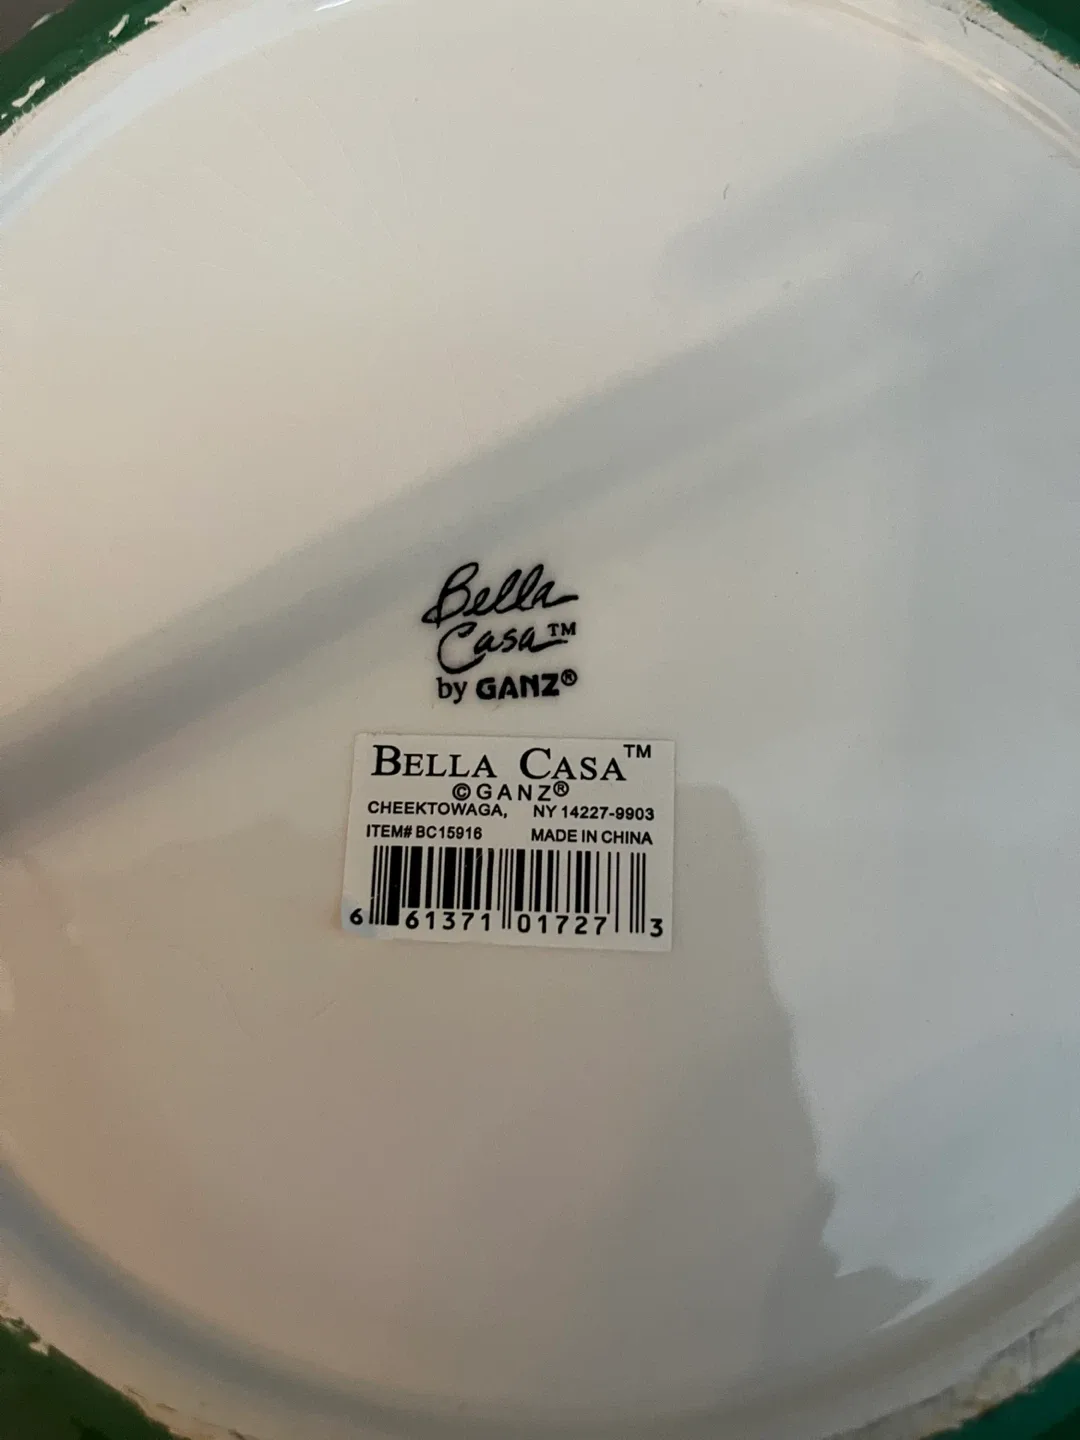 Bella
Casa™
by GANZ®
BELLA CASA™
©GANZ®
CHEEKTOWAGA, NY 14227-9903
ITEM# BC15916 MADE IN CHINA
6 61371 01727 3